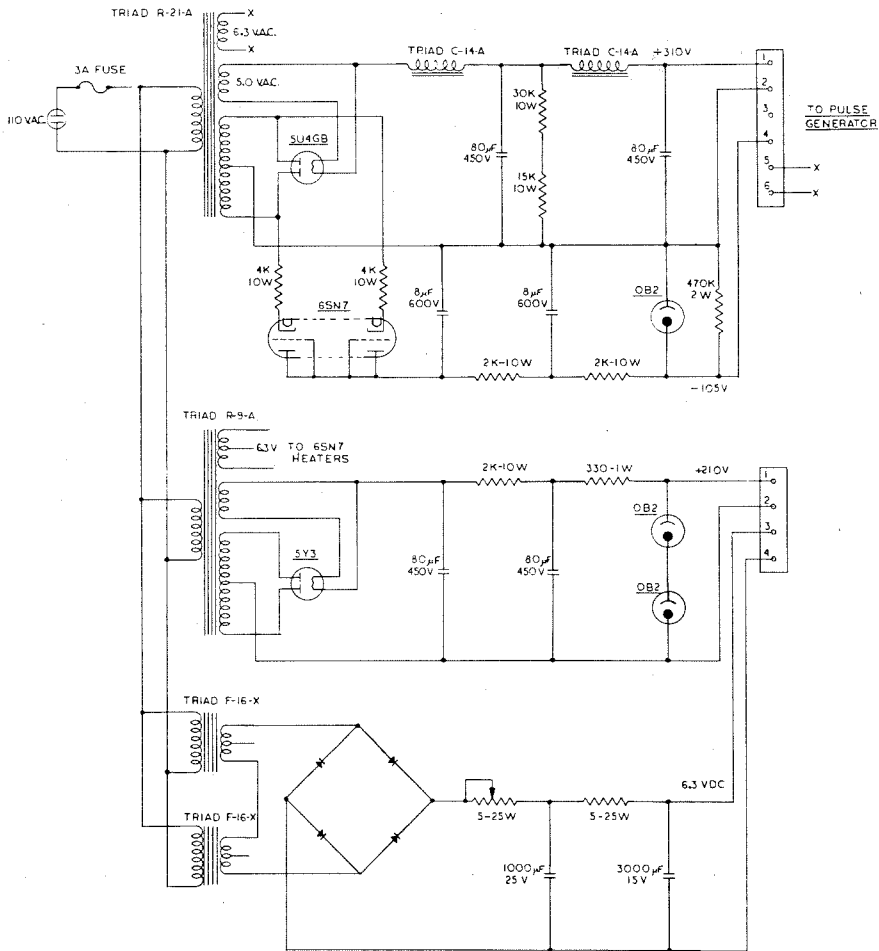 TRIAD R-21-A
X
6.3 VAC.
X
3A FUSE
110 VAC.
5.0 VAC.
5U4GB
TRIAD C-14-A
TRIAD C-14-A
+310V
30K
10W
80µF
450V
15K
10W
80µF
450V
1
2
3
4
5
X
6
X
TO PULSE
GENERATOR
4K
10W
4K
10W
6SN7
8µF
600V
8µF
600V
OB2
470K
2W
2K-10W
2K-10W
-105V
TRIAD R-9-A
6.3V TO 6SN7
HEATERS
5Y3
2K-10W
330-1W
+210V
80µF
450V
80µF
450V
OB2
OB2
1
2
3
4
TRIAD F-16-X
TRIAD F-16-X
5-25W
5-25W
6.3 VDC
1000µF
25V
3000µF
15V